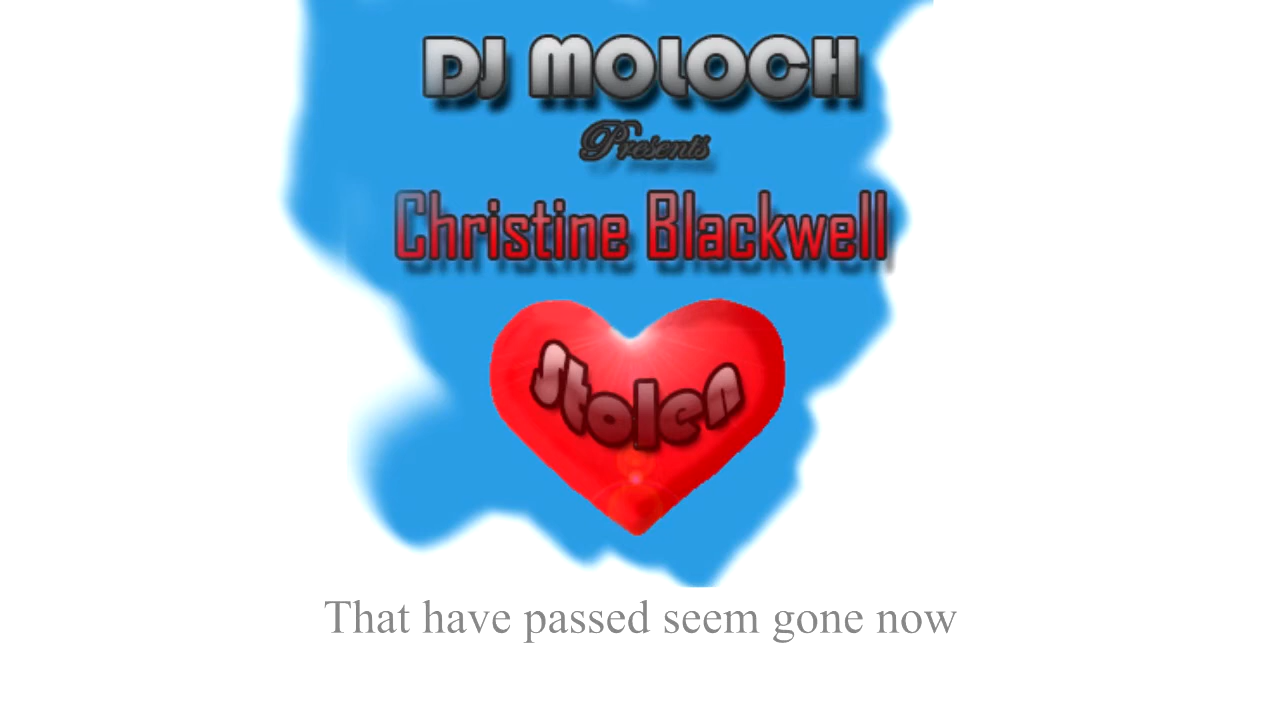 DJ MOLOCH
Presents
Christine Blackwell
Stolen
That have passed seem gone now